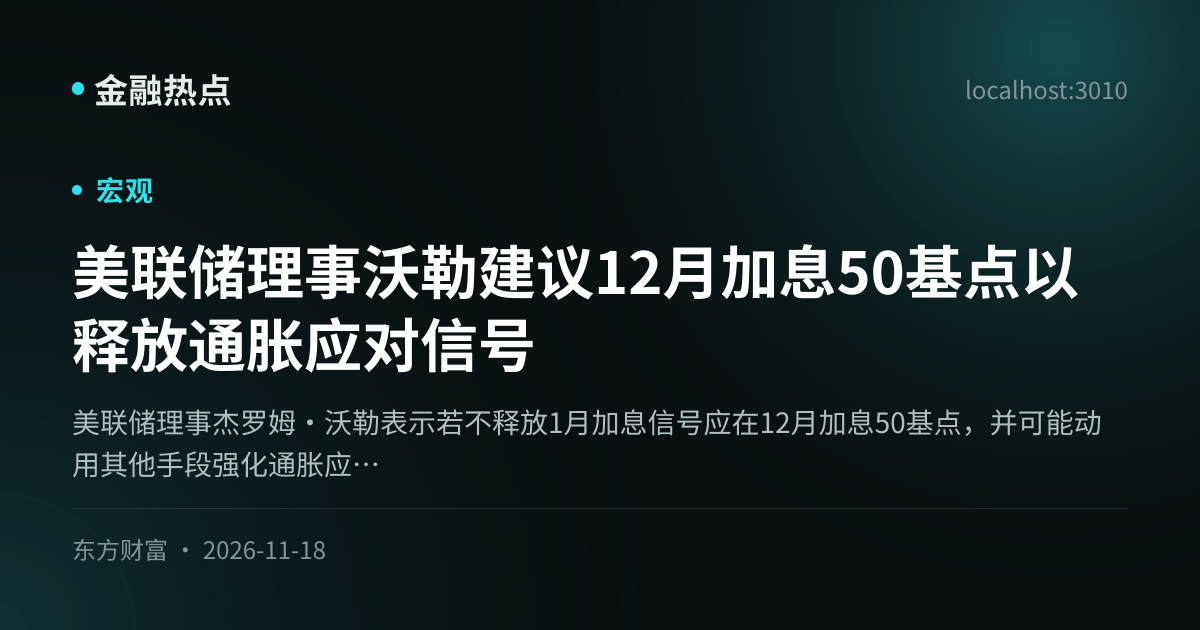 金融热点
localhost:3010
宏观
美联储理事沃勒建议12月加息50基点以
释放通胀应对信号
美联储理事杰罗姆·沃勒表示若不释放1月加息信号应在12月加息50基点，并可能动
用其他手段强化通胀应…
东方财富 · 2026-11-18